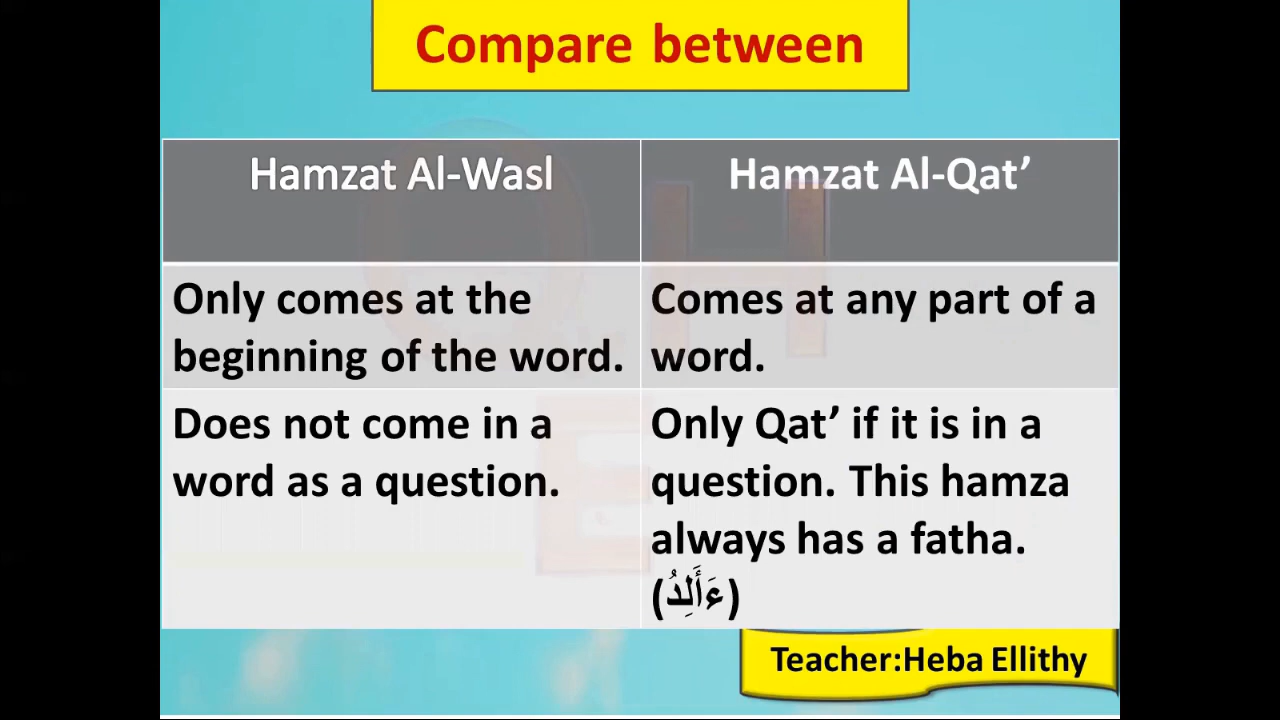 Compare between
Hamzat Al-Wasl
Hamzat Al-Qat’
Only comes at the
beginning of the word.
Comes at any part of a
word.
Does not come in a
word as a question.
Only Qat’ if it is in a
question. This hamza
always has a fatha.
(ءَأَلِدُ)
Teacher:Heba Ellithy